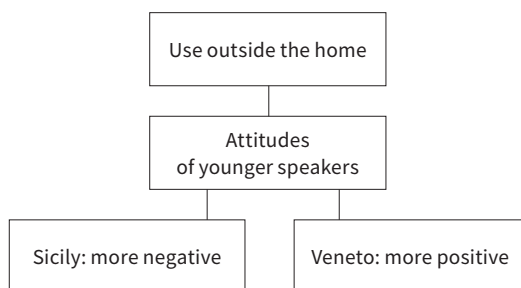 Use outside the home
Attitudes
of younger speakers
Sicily: more negative
Veneto: more positive